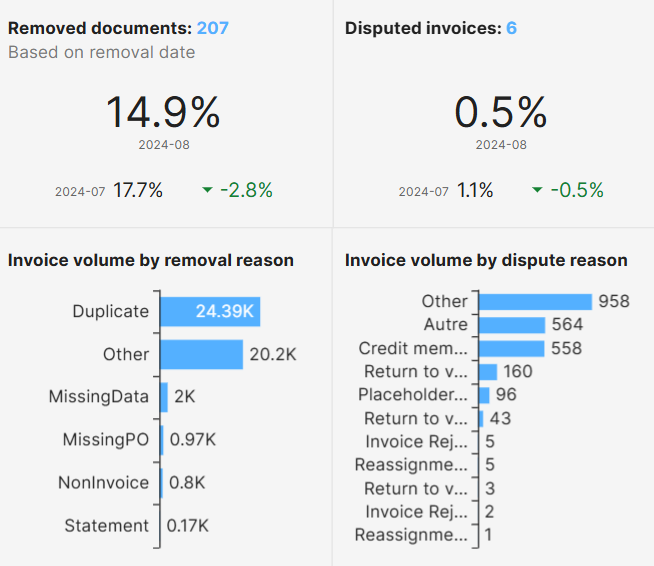 Removed documents: 207
Based on removal date
14.9%
2024-08
2024-07 17.7% -2.8%
Disputed invoices: 6
0.5%
2024-08
2024-07 1.1% -0.5%
Invoice volume by removal reason
Duplicate 24.39K
Other 20.2K
MissingData 2K
MissingPO 0.97K
NonInvoice 0.8K
Statement 0.17K
Invoice volume by dispute reason
Other 958
Autre 564
Credit mem... 558
Return to v... 160
Placeholder... 96
Return to v... 43
Invoice Rej... 5
Reassignme... 5
Return to v... 3
Invoice Rej... 2
Reassignme... 1